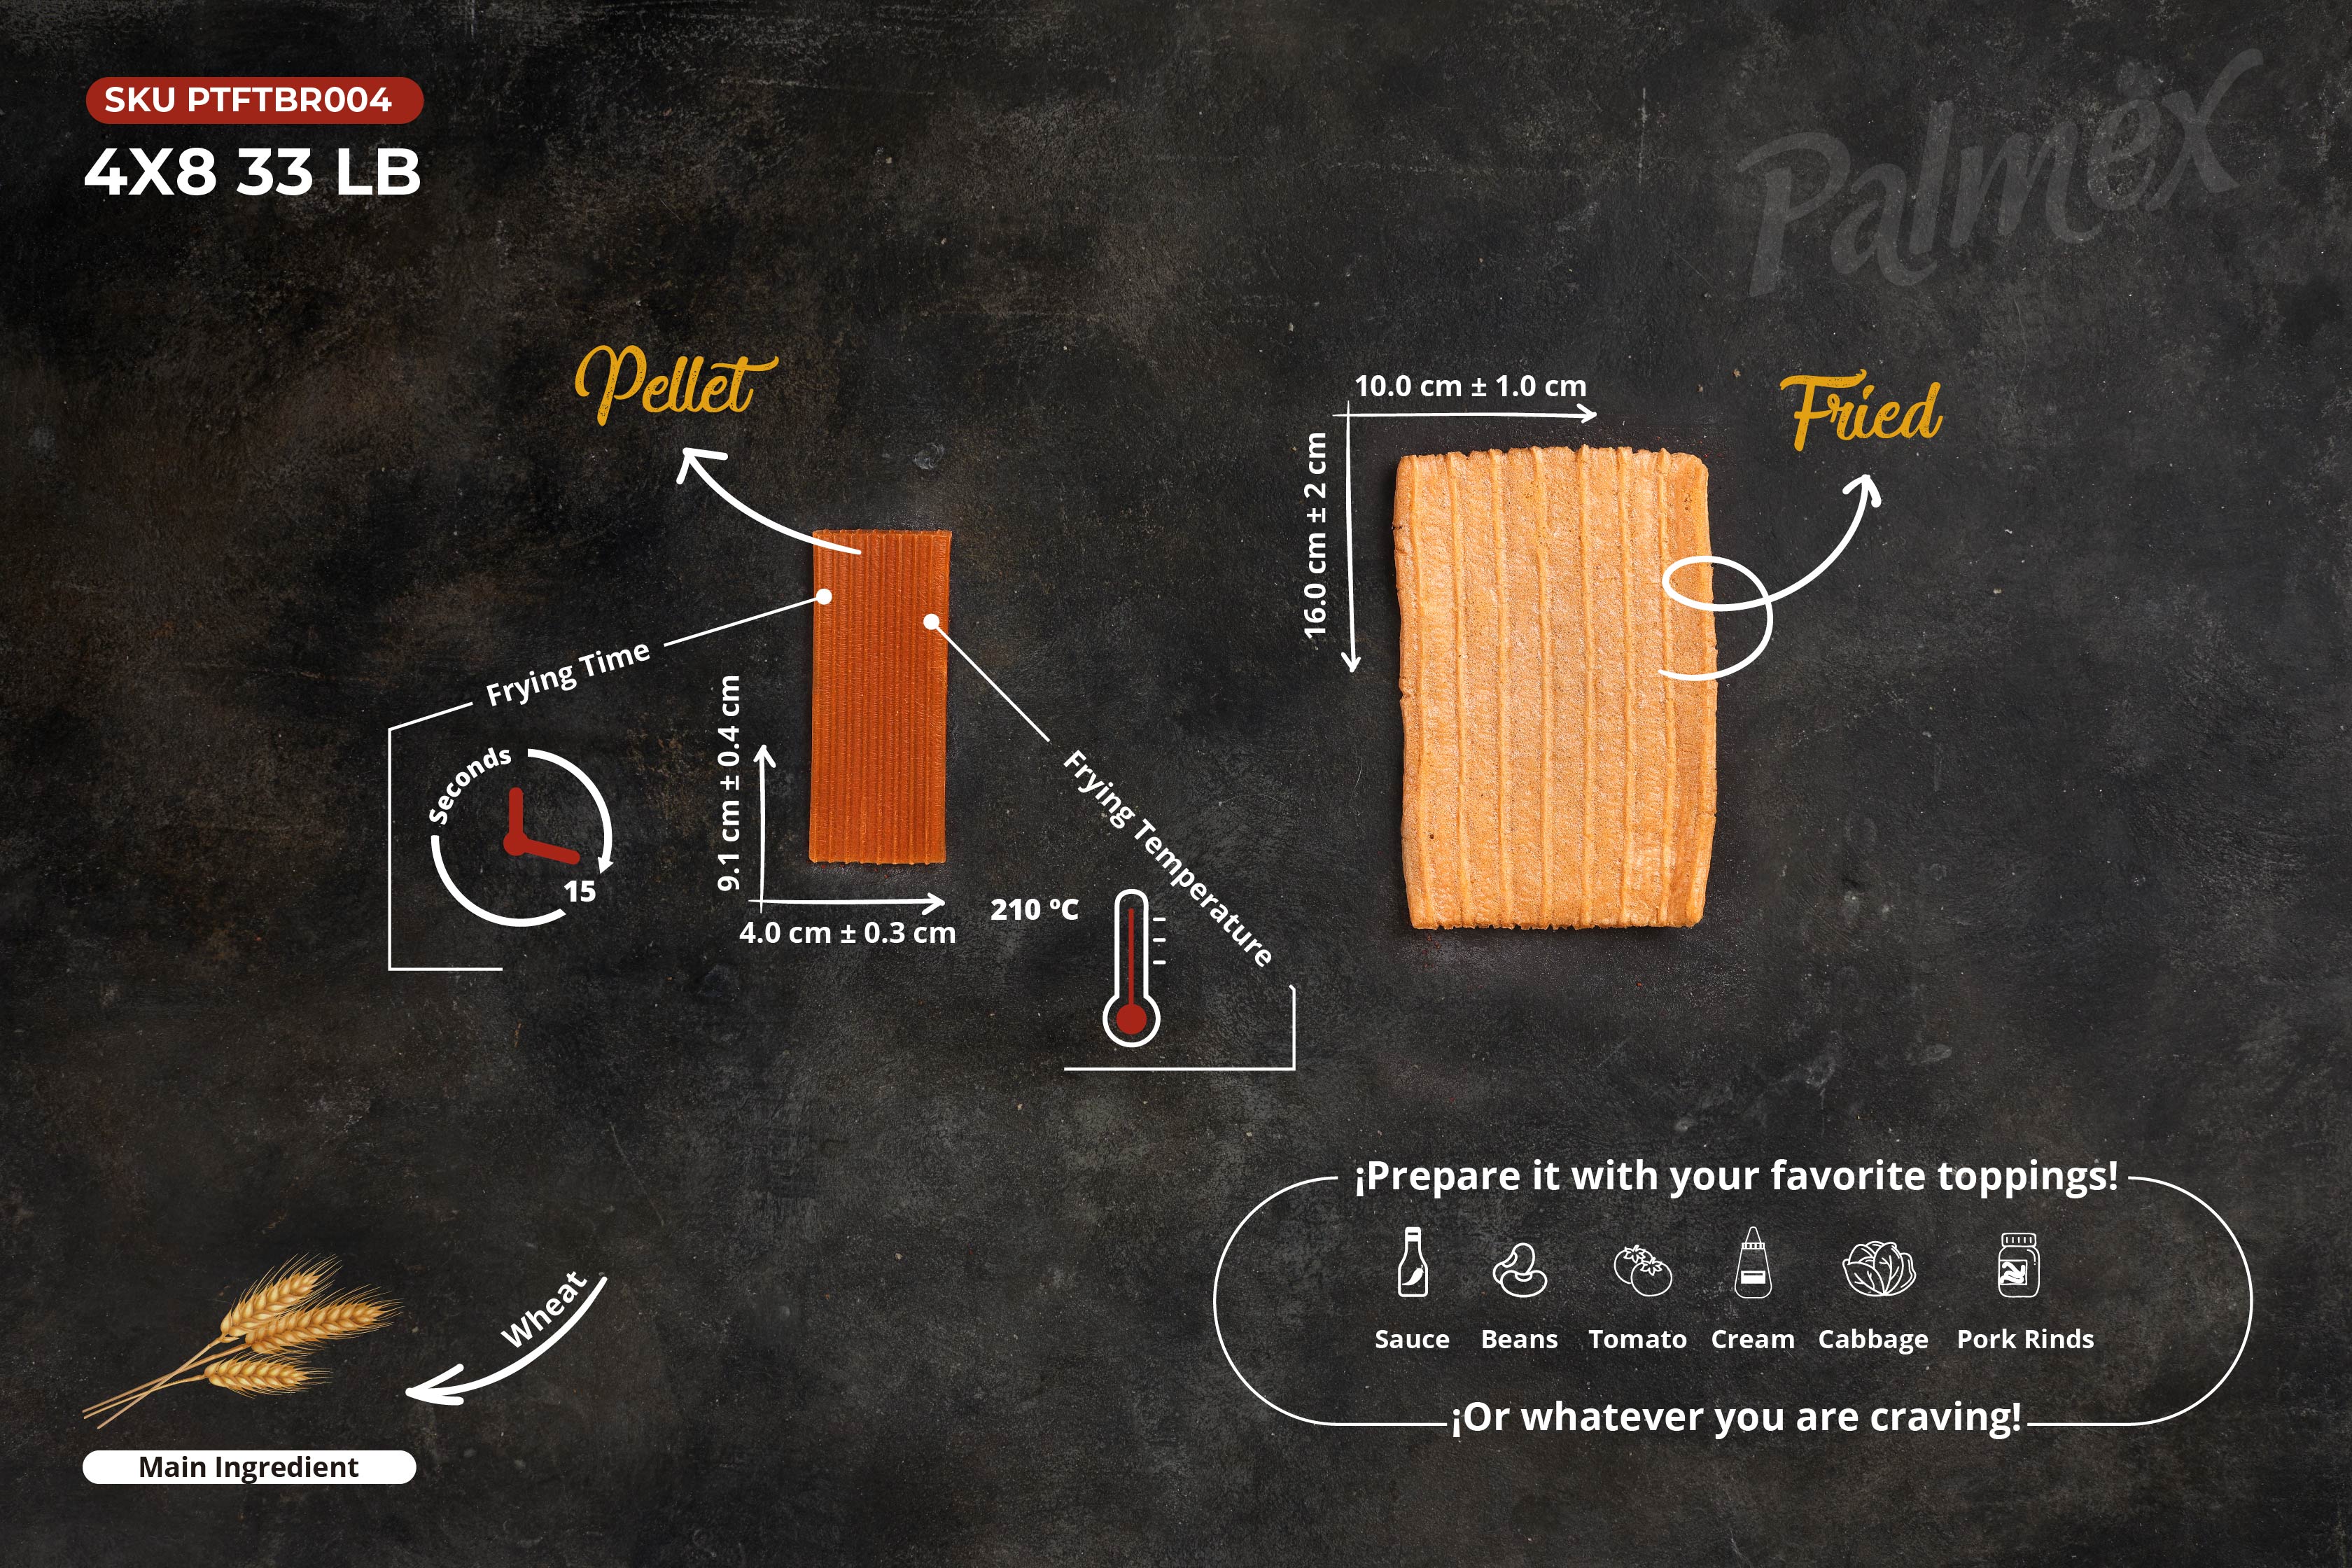 SKU PTFTBR004
4X8 33 LB
Palmex
Pellet
Fried
10.0 cm ± 1.0 cm
16.0 cm ± 2 cm
Frying Time
Seconds
15
9.1 cm ± 0.4 cm
4.0 cm ± 0.3 cm
Frying Temperature
210 ºC
Wheat
Main Ingredient
¡Prepare it with your favorite toppings!
Sauce Beans Tomato Cream Cabbage Pork Rinds
¡Or whatever you are craving!